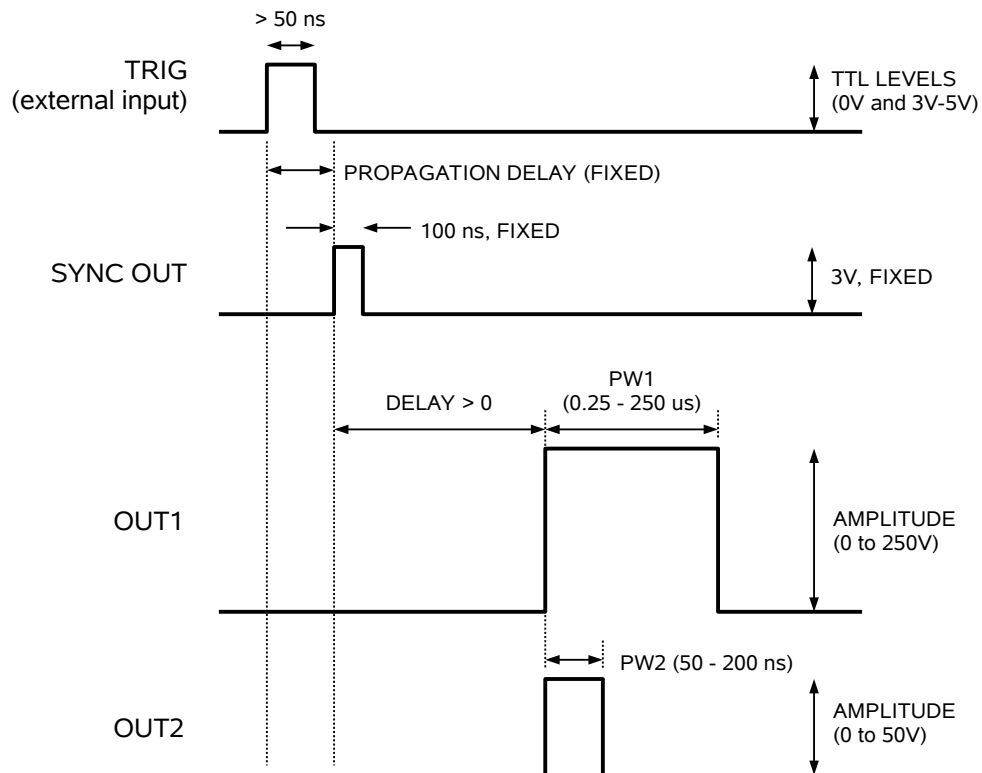 > 50 ns
TRIG
(external input)
TTL LEVELS
(0V and 3V-5V)
PROPAGATION DELAY (FIXED)
100 ns, FIXED
SYNC OUT
3V, FIXED
PW1
(0.25 - 250 us)
DELAY > 0
OUT1
AMPLITUDE
(0 to 250V)
PW2 (50 - 200 ns)
OUT2
AMPLITUDE
(0 to 50V)